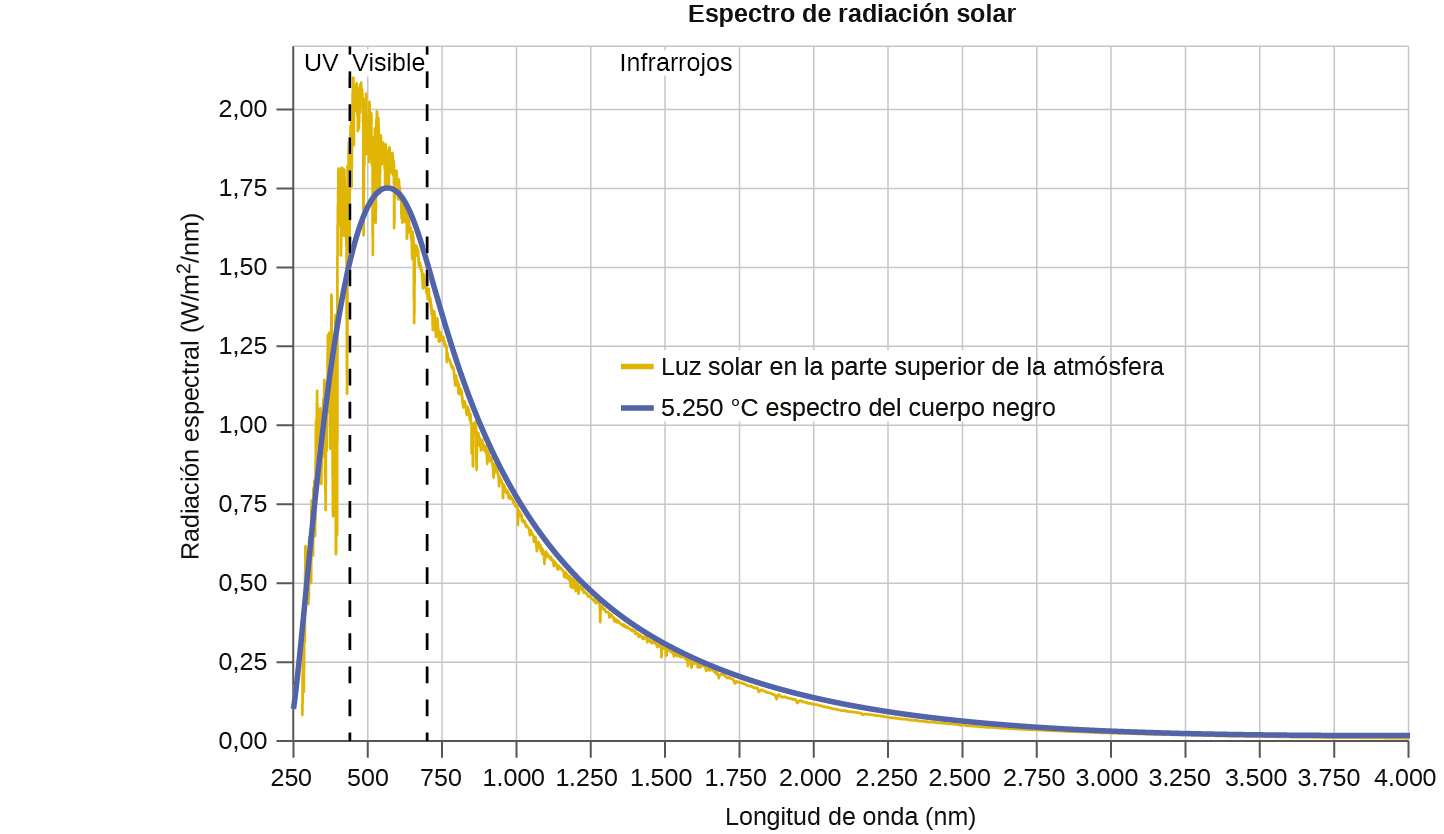 Espectro de radiación solar
UV Visible Infrarrojos
2,00
1,75
1,50
1,25
1,00
0,75
0,50
0,25
0,00
Radiación espectral (W/m²/nm)
Luz solar en la parte superior de la atmósfera
5.250 °C espectro del cuerpo negro
250 500 750 1.000 1.250 1.500 1.750 2.000 2.250 2.500 2.750 3.000 3.250 3.500 3.750 4.000
Longitud de onda (nm)